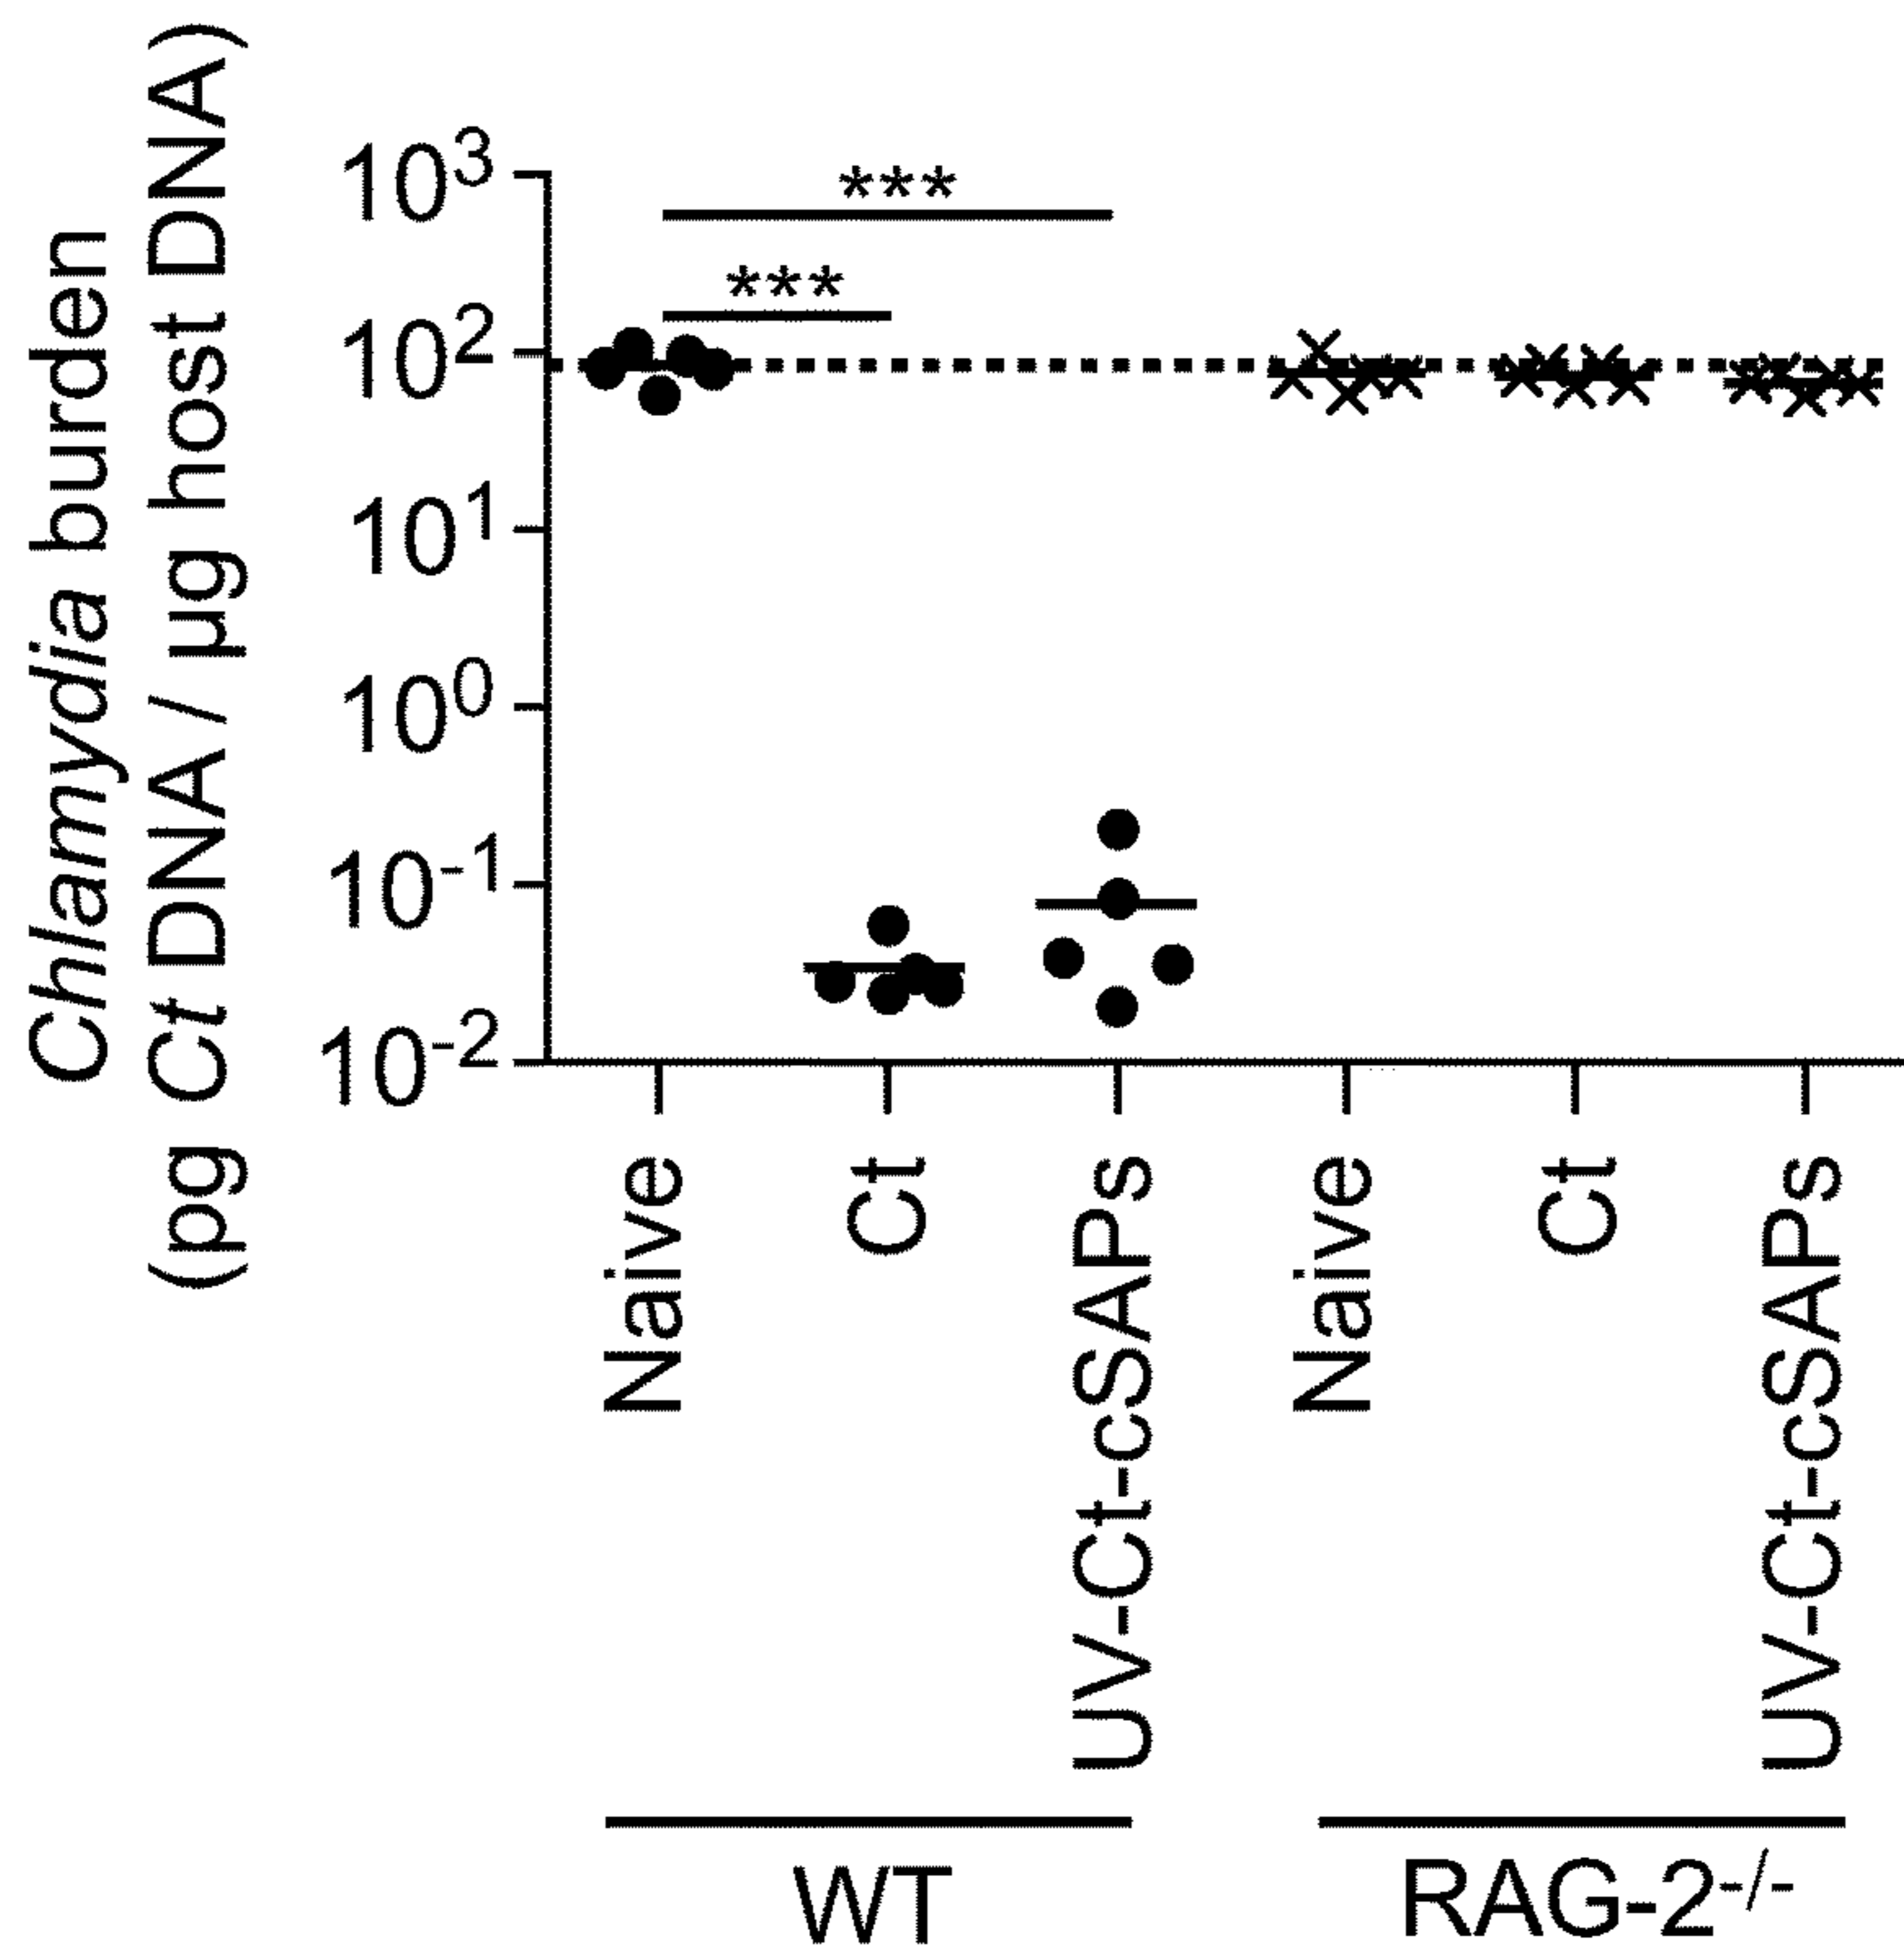 Chlamydia burden
(pg Ct DNA / µg host DNA)
10³
10²
10¹
10⁰
10⁻¹
10⁻²
***
***
Naive
Ct
UV-Ct-cSAPs
Naive
Ct
UV-Ct-cSAPs
WT
RAG-2⁻/⁻